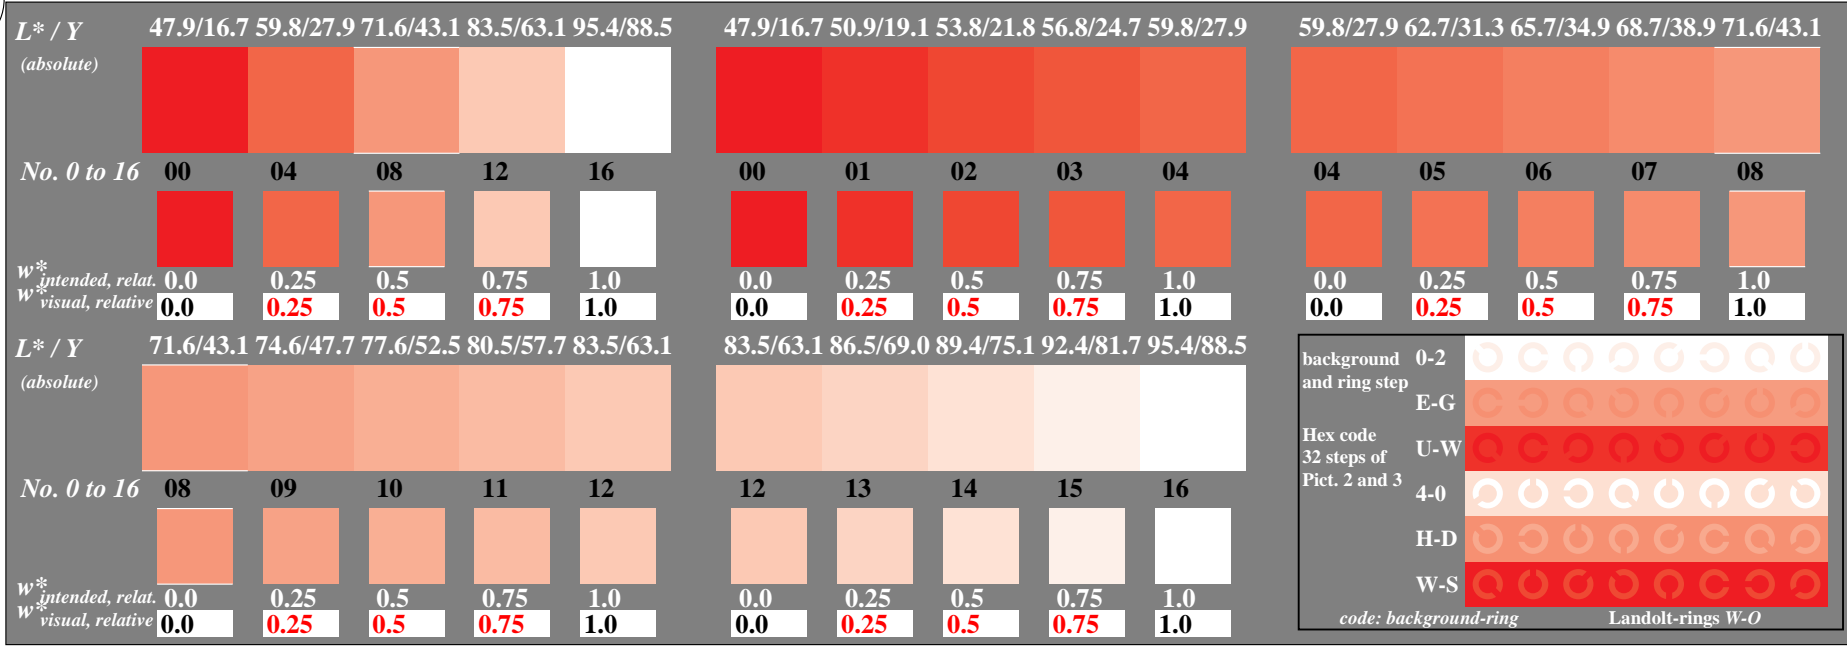 L* / Y 47.9/16.7 59.8/27.9 71.6/43.1 83.5/63.1 95.4/88.5 47.9/16.7 50.9/19.1 53.8/21.8 56.8/24.7 59.8/27.9 59.8/27.9 62.7/31.3 65.7/34.9 68.7/38.9 71.6/43.1
(absolute)
No. 0 to 16 00 04 08 12 16 00 01 02 03 04 04 05 06 07 08
w* intended, relat. 0.0 0.25 0.5 0.75 1.0 0.0 0.25 0.5 0.75 1.0 0.0 0.25 0.5 0.75 1.0
w* visual, relative 0.0 0.25 0.5 0.75 1.0 0.0 0.25 0.5 0.75 1.0 0.0 0.25 0.5 0.75 1.0
L* / Y 71.6/43.1 74.6/47.7 77.6/52.5 80.5/57.7 83.5/63.1 83.5/63.1 86.5/69.0 89.4/75.1 92.4/81.7 95.4/88.5
(absolute)
No. 0 to 16 08 09 10 11 12 12 13 14 15 16
w* intended, relat. 0.0 0.25 0.5 0.75 1.0 0.0 0.25 0.5 0.75 1.0
w* visual, relative 0.0 0.25 0.5 0.75 1.0 0.0 0.25 0.5 0.75 1.0
background 0-2
and ring step
E-G
Hex code
U-W
32 steps of
Pict. 2 and 3
4-0
H-D
W-S
code: background-ring Landolt-rings W-O